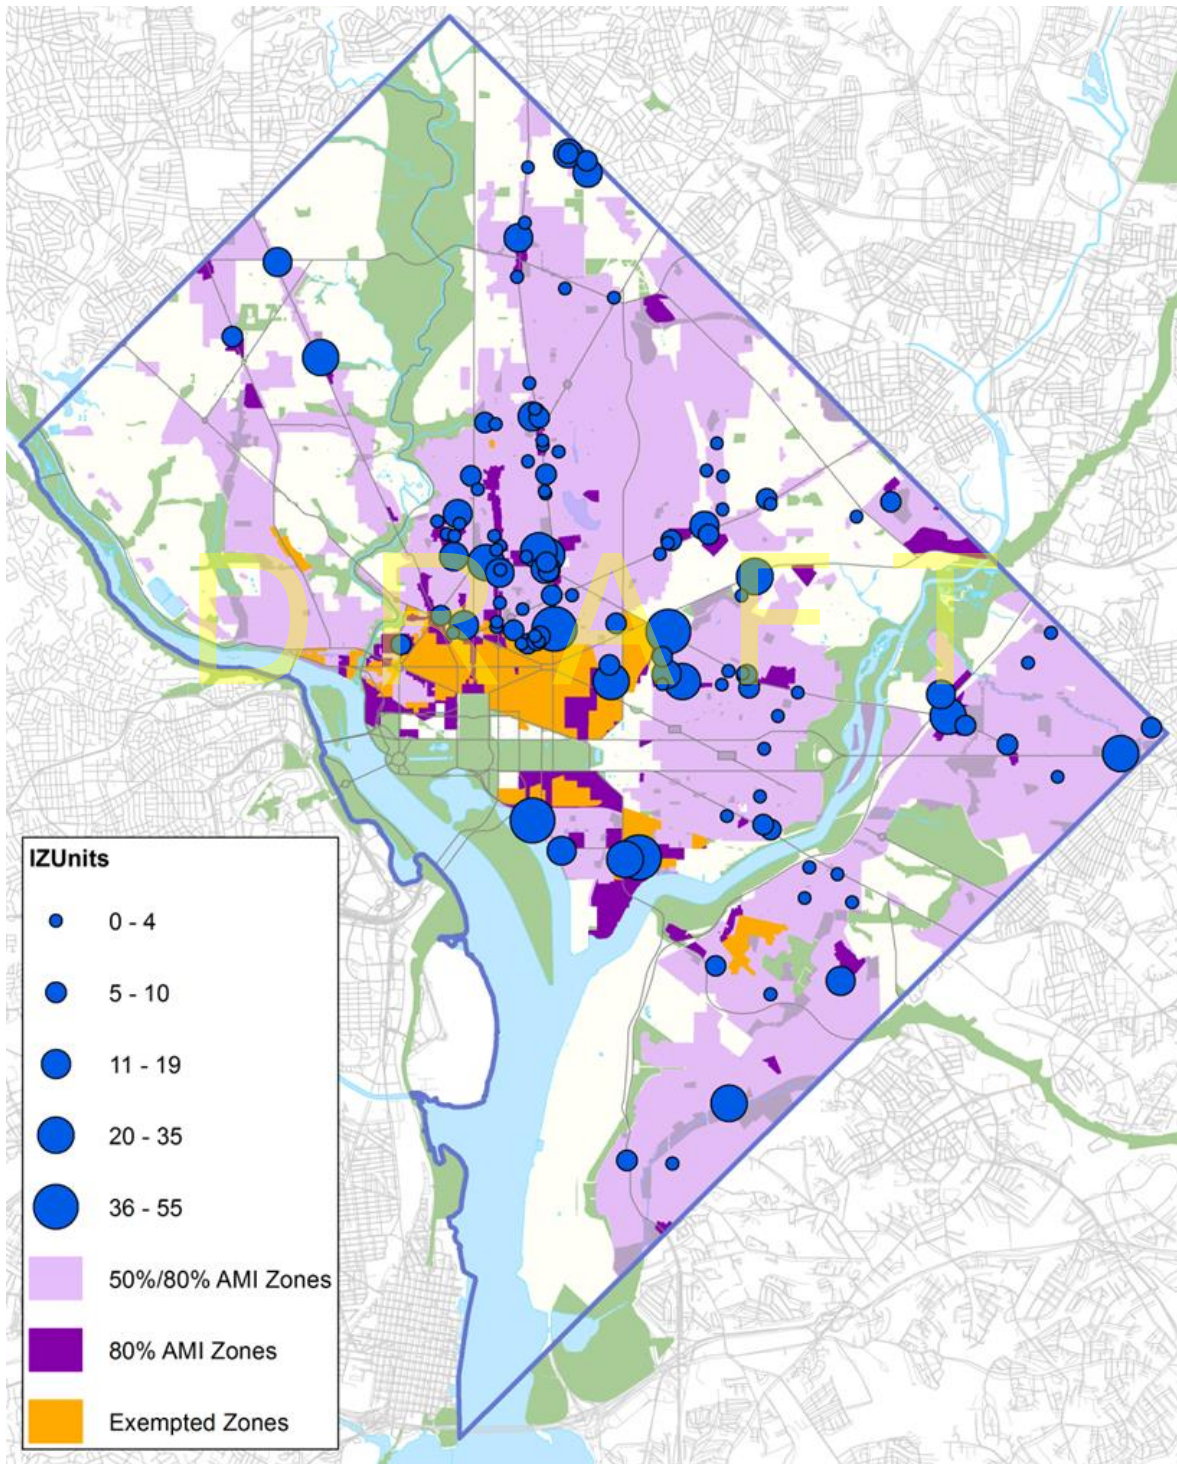 DRAFT
IZUnits
0 - 4
5 - 10
11 - 19
20 - 35
36 - 55
50%/80% AMI Zones
80% AMI Zones
Exempted Zones